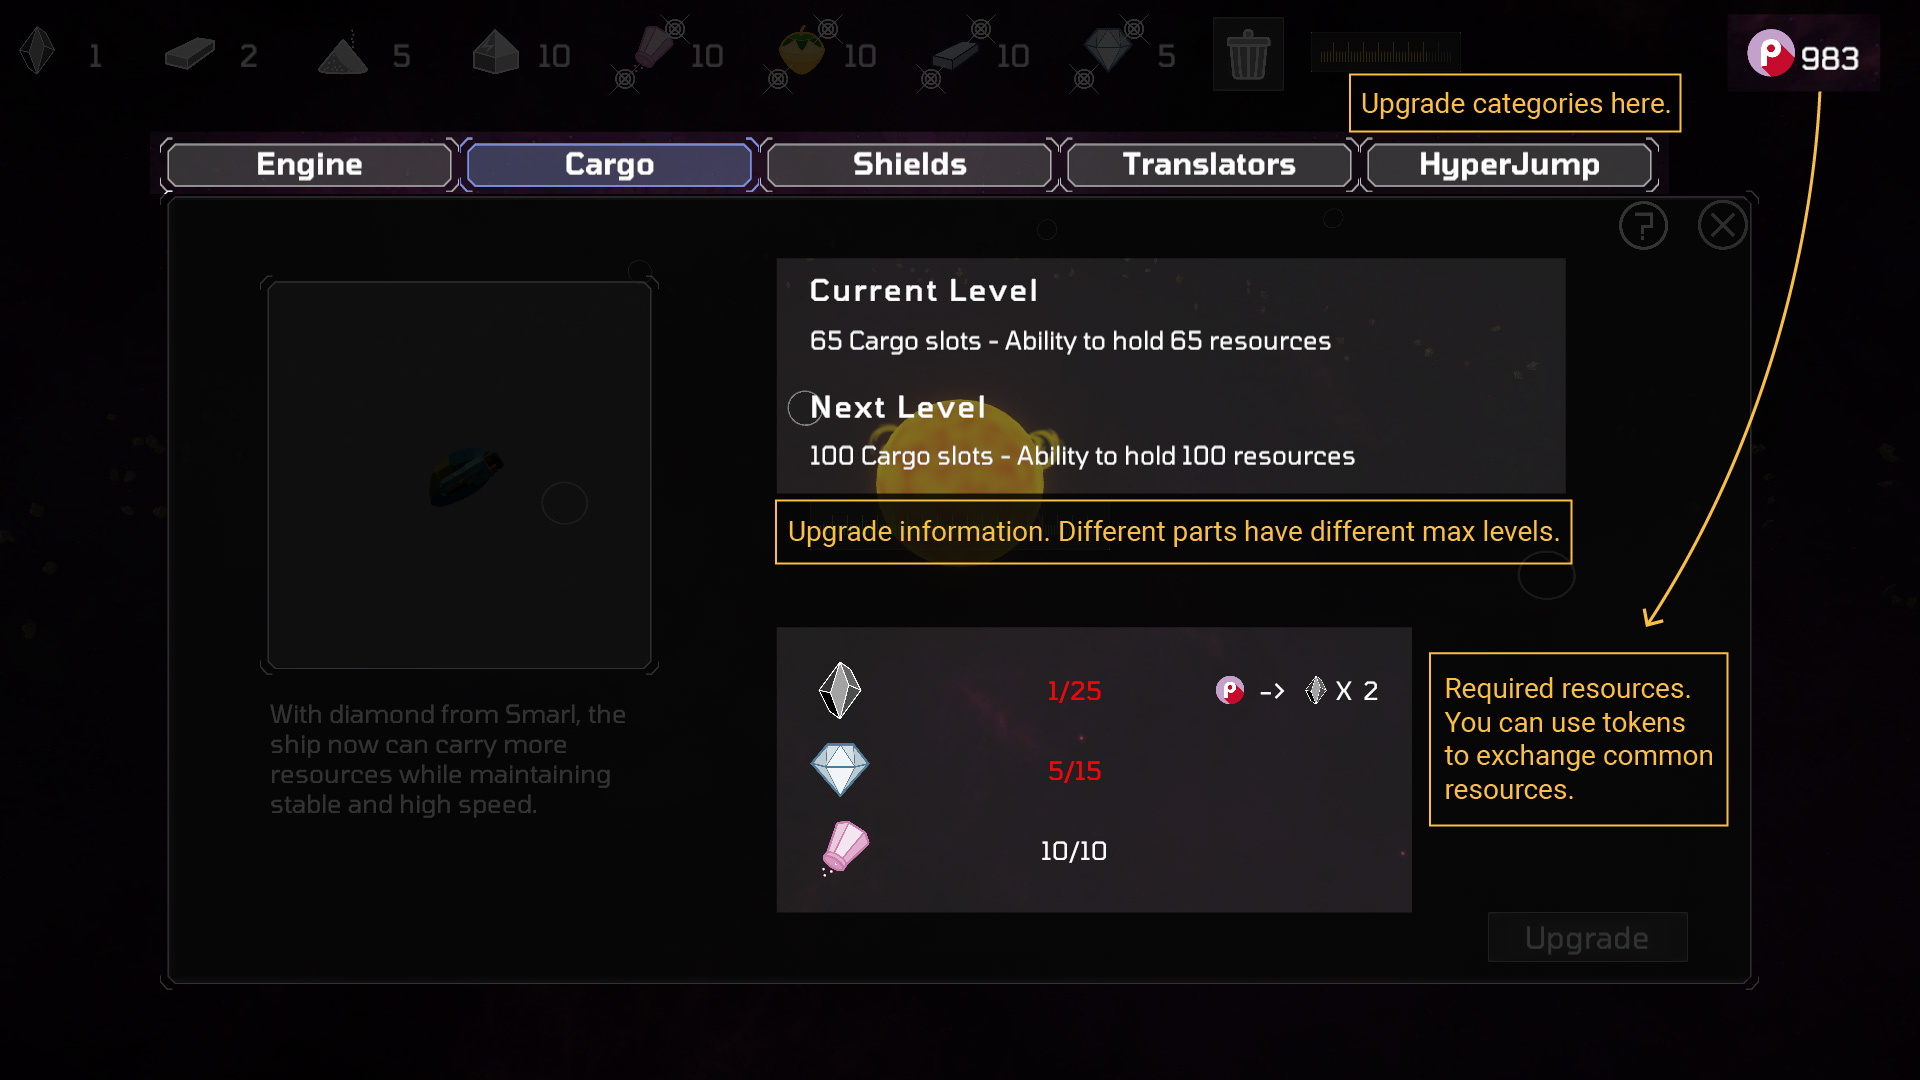 1
2
5
10
10
10
10
5
P 983
Upgrade categories here.
Engine
Cargo
Shields
Translators
HyperJump
?
Current Level
65 Cargo slots - Ability to hold 65 resources
Next Level
100 Cargo slots - Ability to hold 100 resources
Upgrade information. Different parts have different max levels.
With diamond from Smarl, the
ship now can carry more
resources while maintaining
stable and high speed.
1/25
P -> X 2
5/15
10/10
Required resources.
You can use tokens
to exchange common
resources.
Upgrade